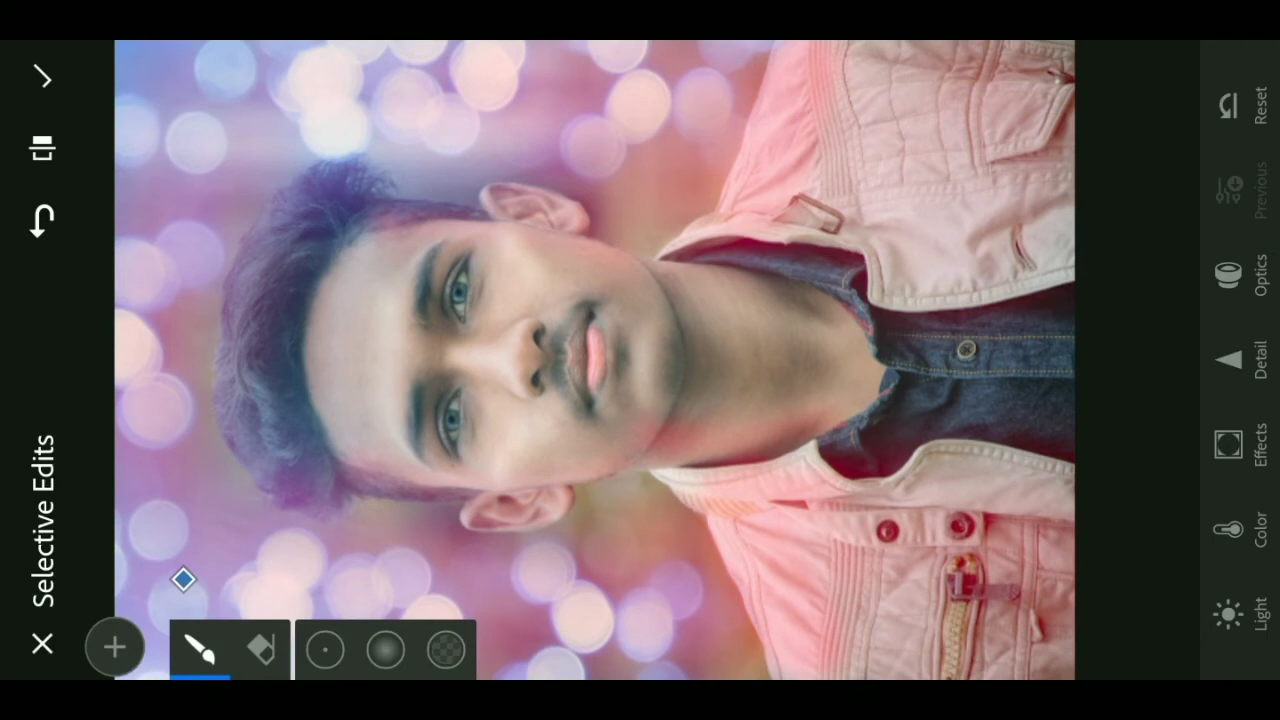 Selective Edits
Light
Color
Effects
Detail
Optics
Previous
Reset